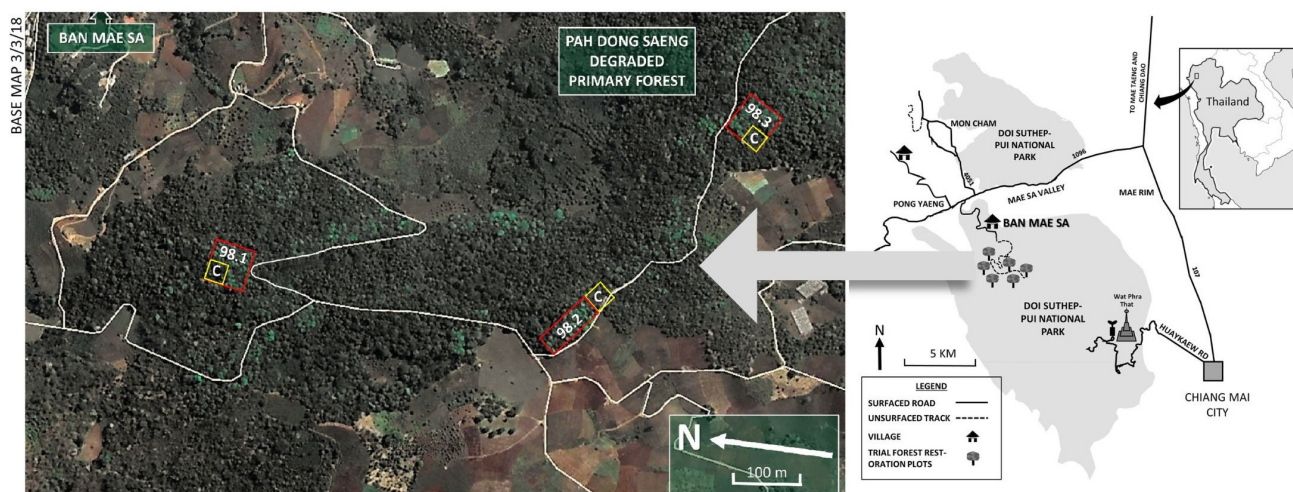 BASE MAP 3/3/18
BAN MAE SA
PAH DONG SAENG
DEGRADED
PRIMARY FOREST
98.3
C
98.1
C
C
98.2
N
100 m
TO MAE TAENG AND
CHIANG DAO
Thailand
MON CHAM
DOI SUTHEP-
PUI NATIONAL
PARK
1096
4051
MAE SA VALLEY
MAE RIM
PONG YAENG
BAN MAE SA
107
DOI SUTHEP-
PUI NATIONAL
PARK
Wat Phra
That
HUAYKAEW RD
N
5 KM
CHIANG MAI
CITY
LEGEND
SURFACED ROAD
UNSURFACED TRACK
VILLAGE
TRIAL FOREST REST-
ORATION PLOTS